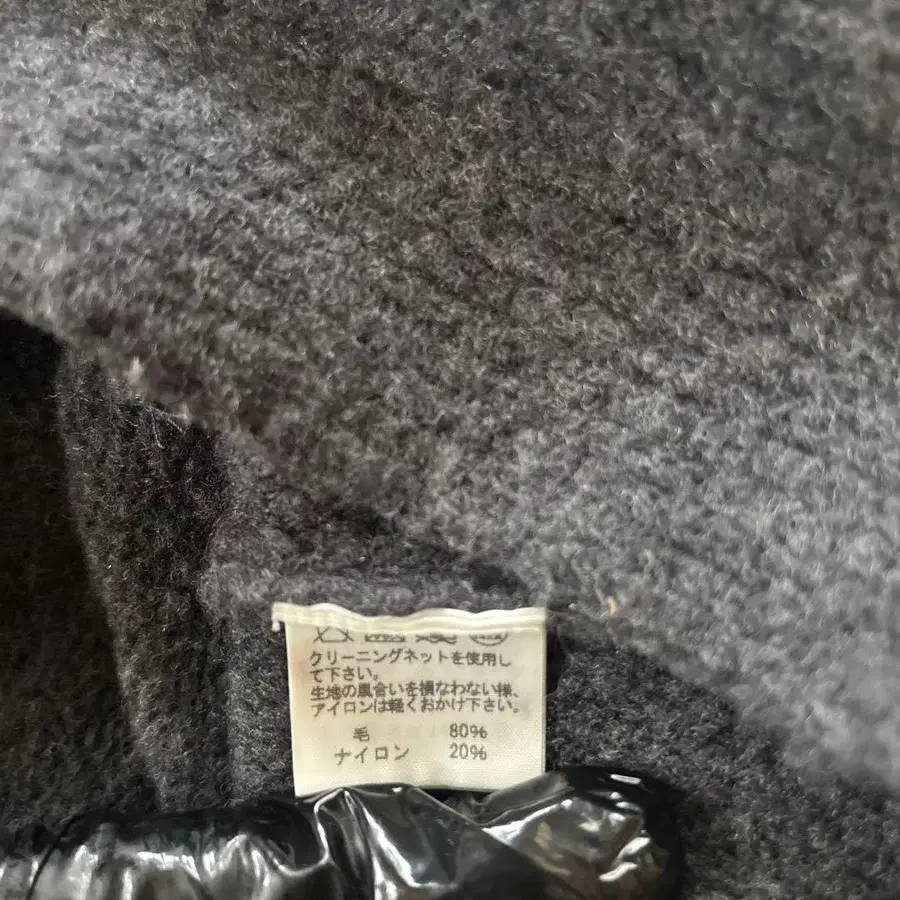 クリーニングネットを使用し
て下さい。
生地の風合いを損なわない様、
アイロンは軽くおかけ下さい。
毛 80%
ナイロン 20%